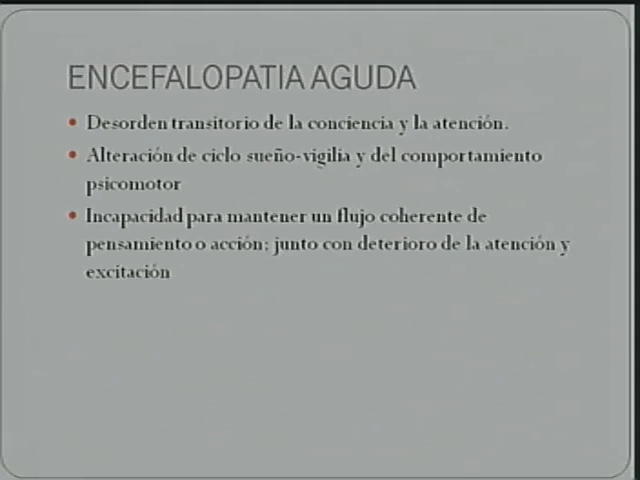 ENCEFALOPATIA AGUDA
• Desorden transitorio de la conciencia y la atención.
• Alteración de ciclo sueño-vigilia y del comportamiento
psicomotor
• Incapacidad para mantener un flujo coherente de
pensamiento o acción; junto con deterioro de la atención y
excitación